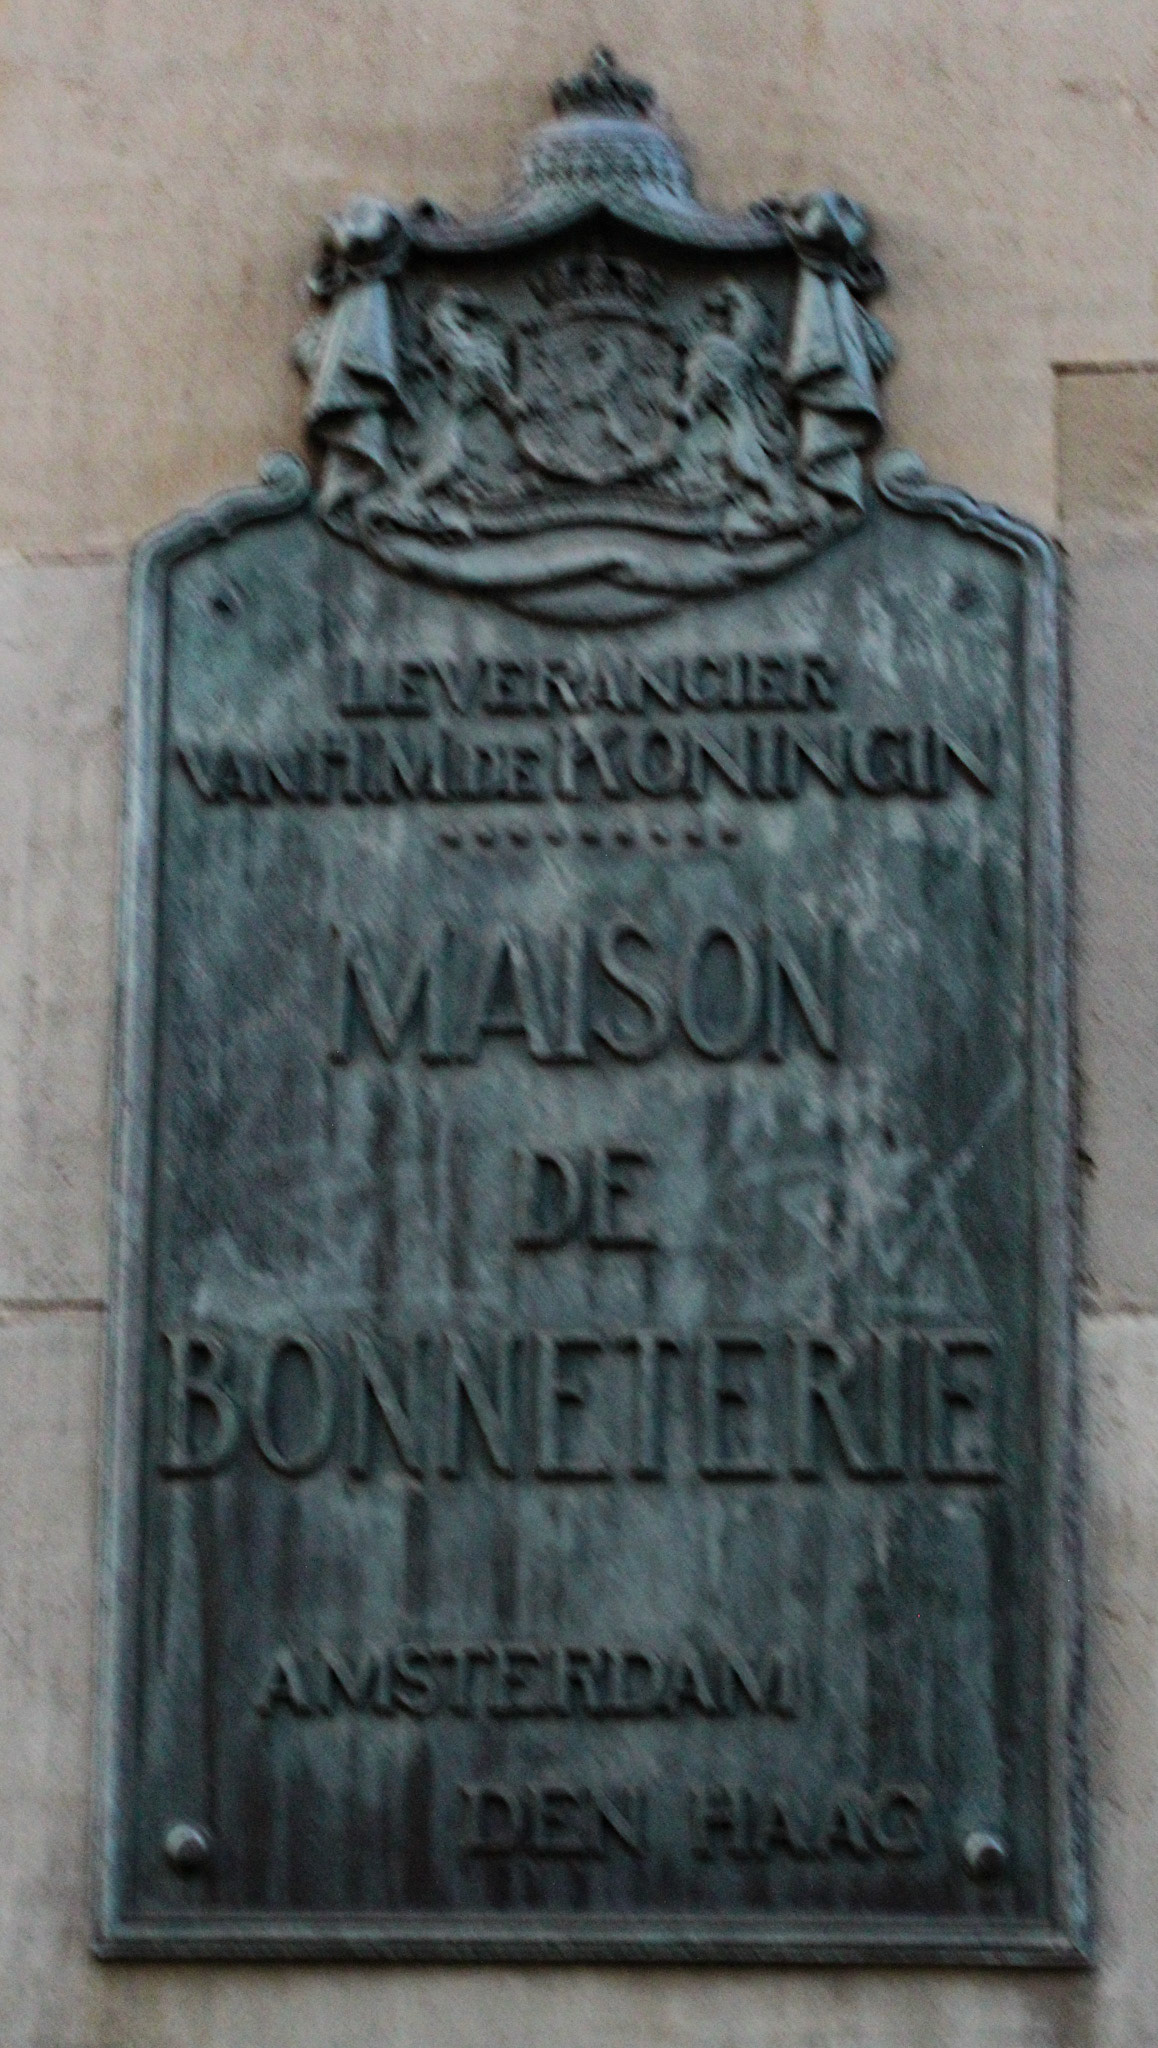 LEVERANCIER
VAN H.M. DE KONINGIN
MAISON
DE
BONNETERIE
AMSTERDAM
DEN HAAG